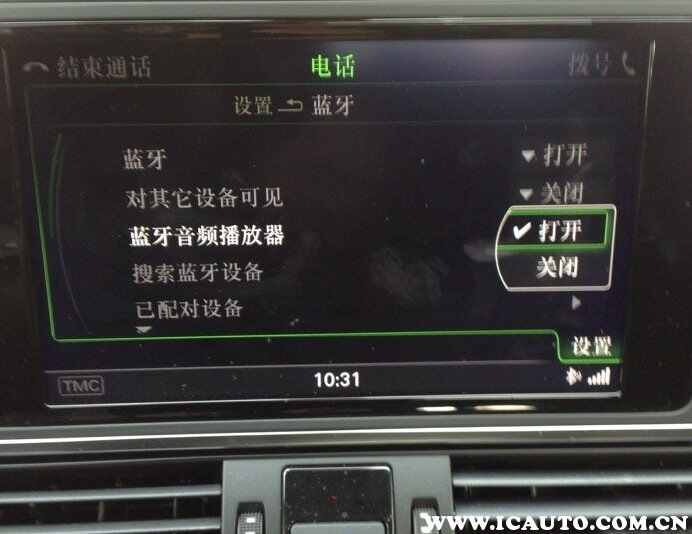 结束通话 电话 拨号
设置 蓝牙
蓝牙 打开
对其它设备可见 关闭
蓝牙音频播放器 打开
搜索蓝牙设备 关闭
已配对设备
设置
TMC 10:31
WWW.ICAUTO.COM.CN